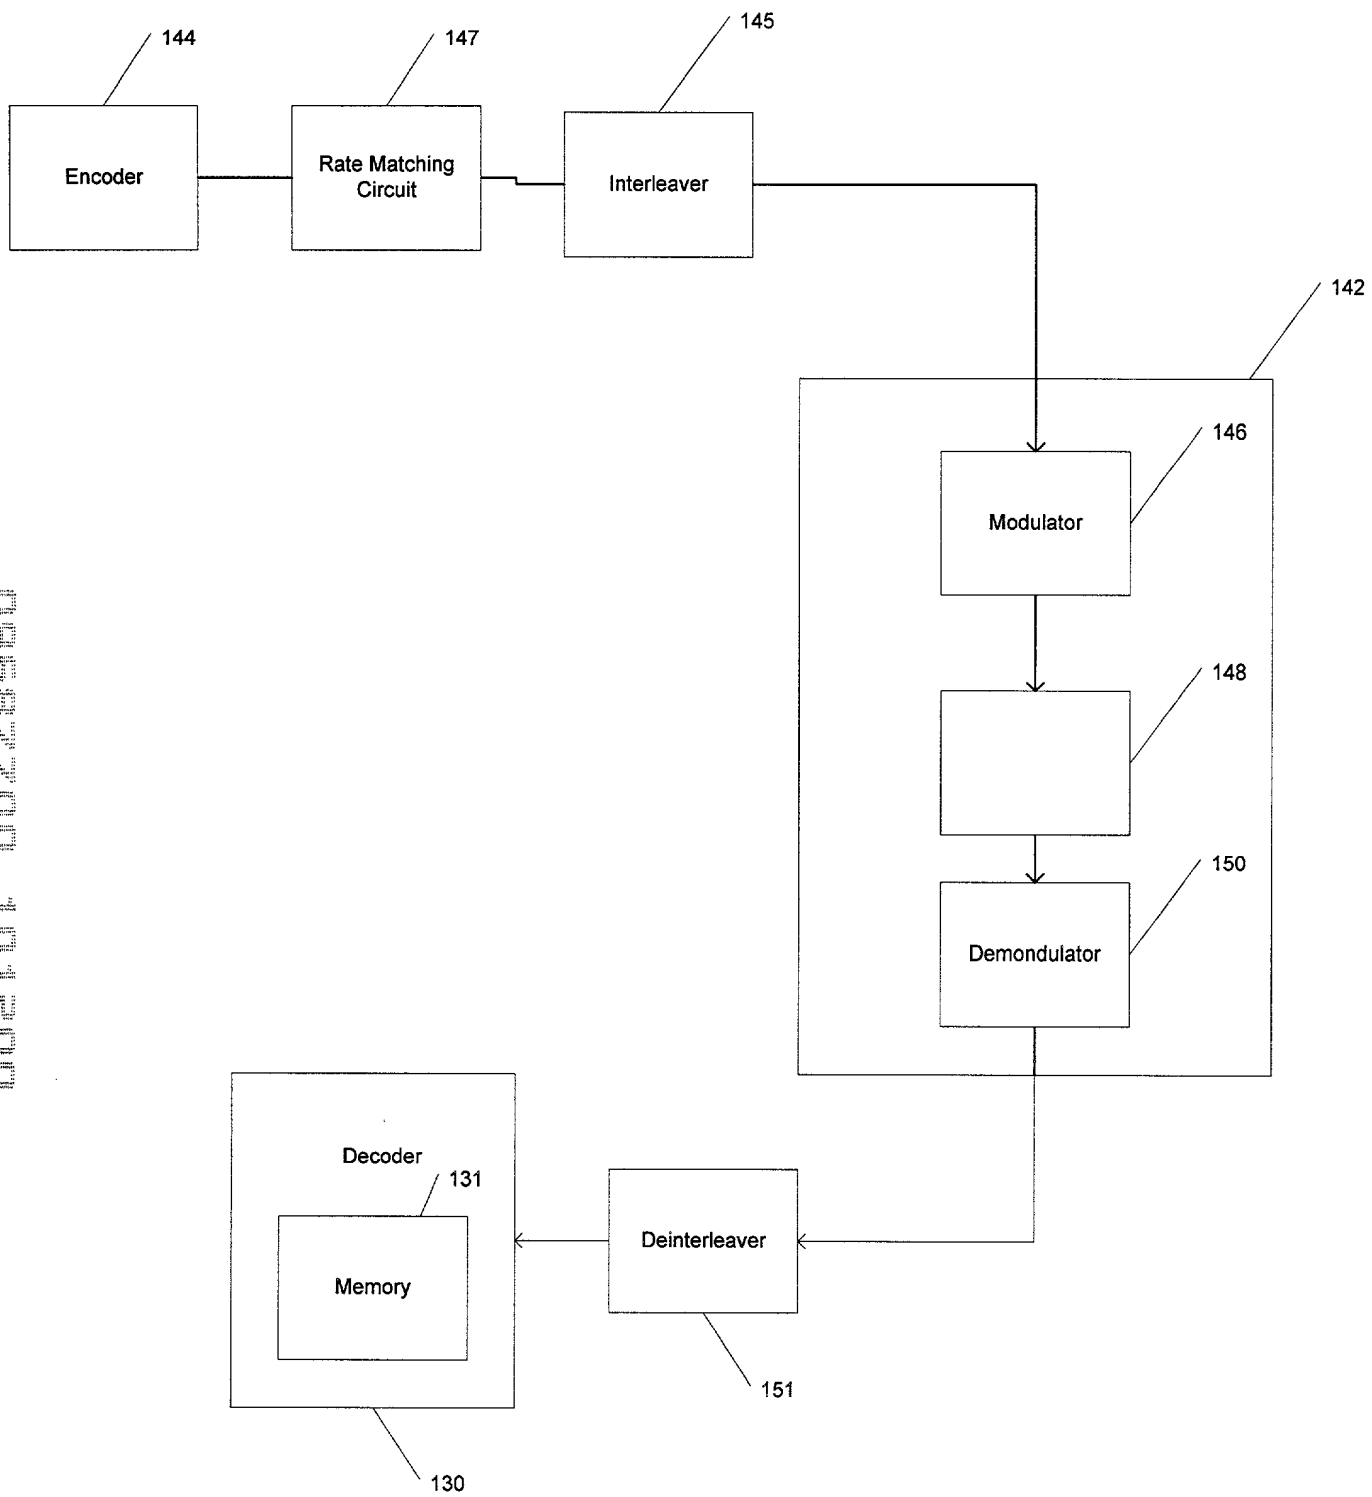 144
147
145
Encoder
Rate Matching
Circuit
Interleaver
142
146
Modulator
148
150
Demondulator
Decoder
131
Memory
Deinterleaver
151
130